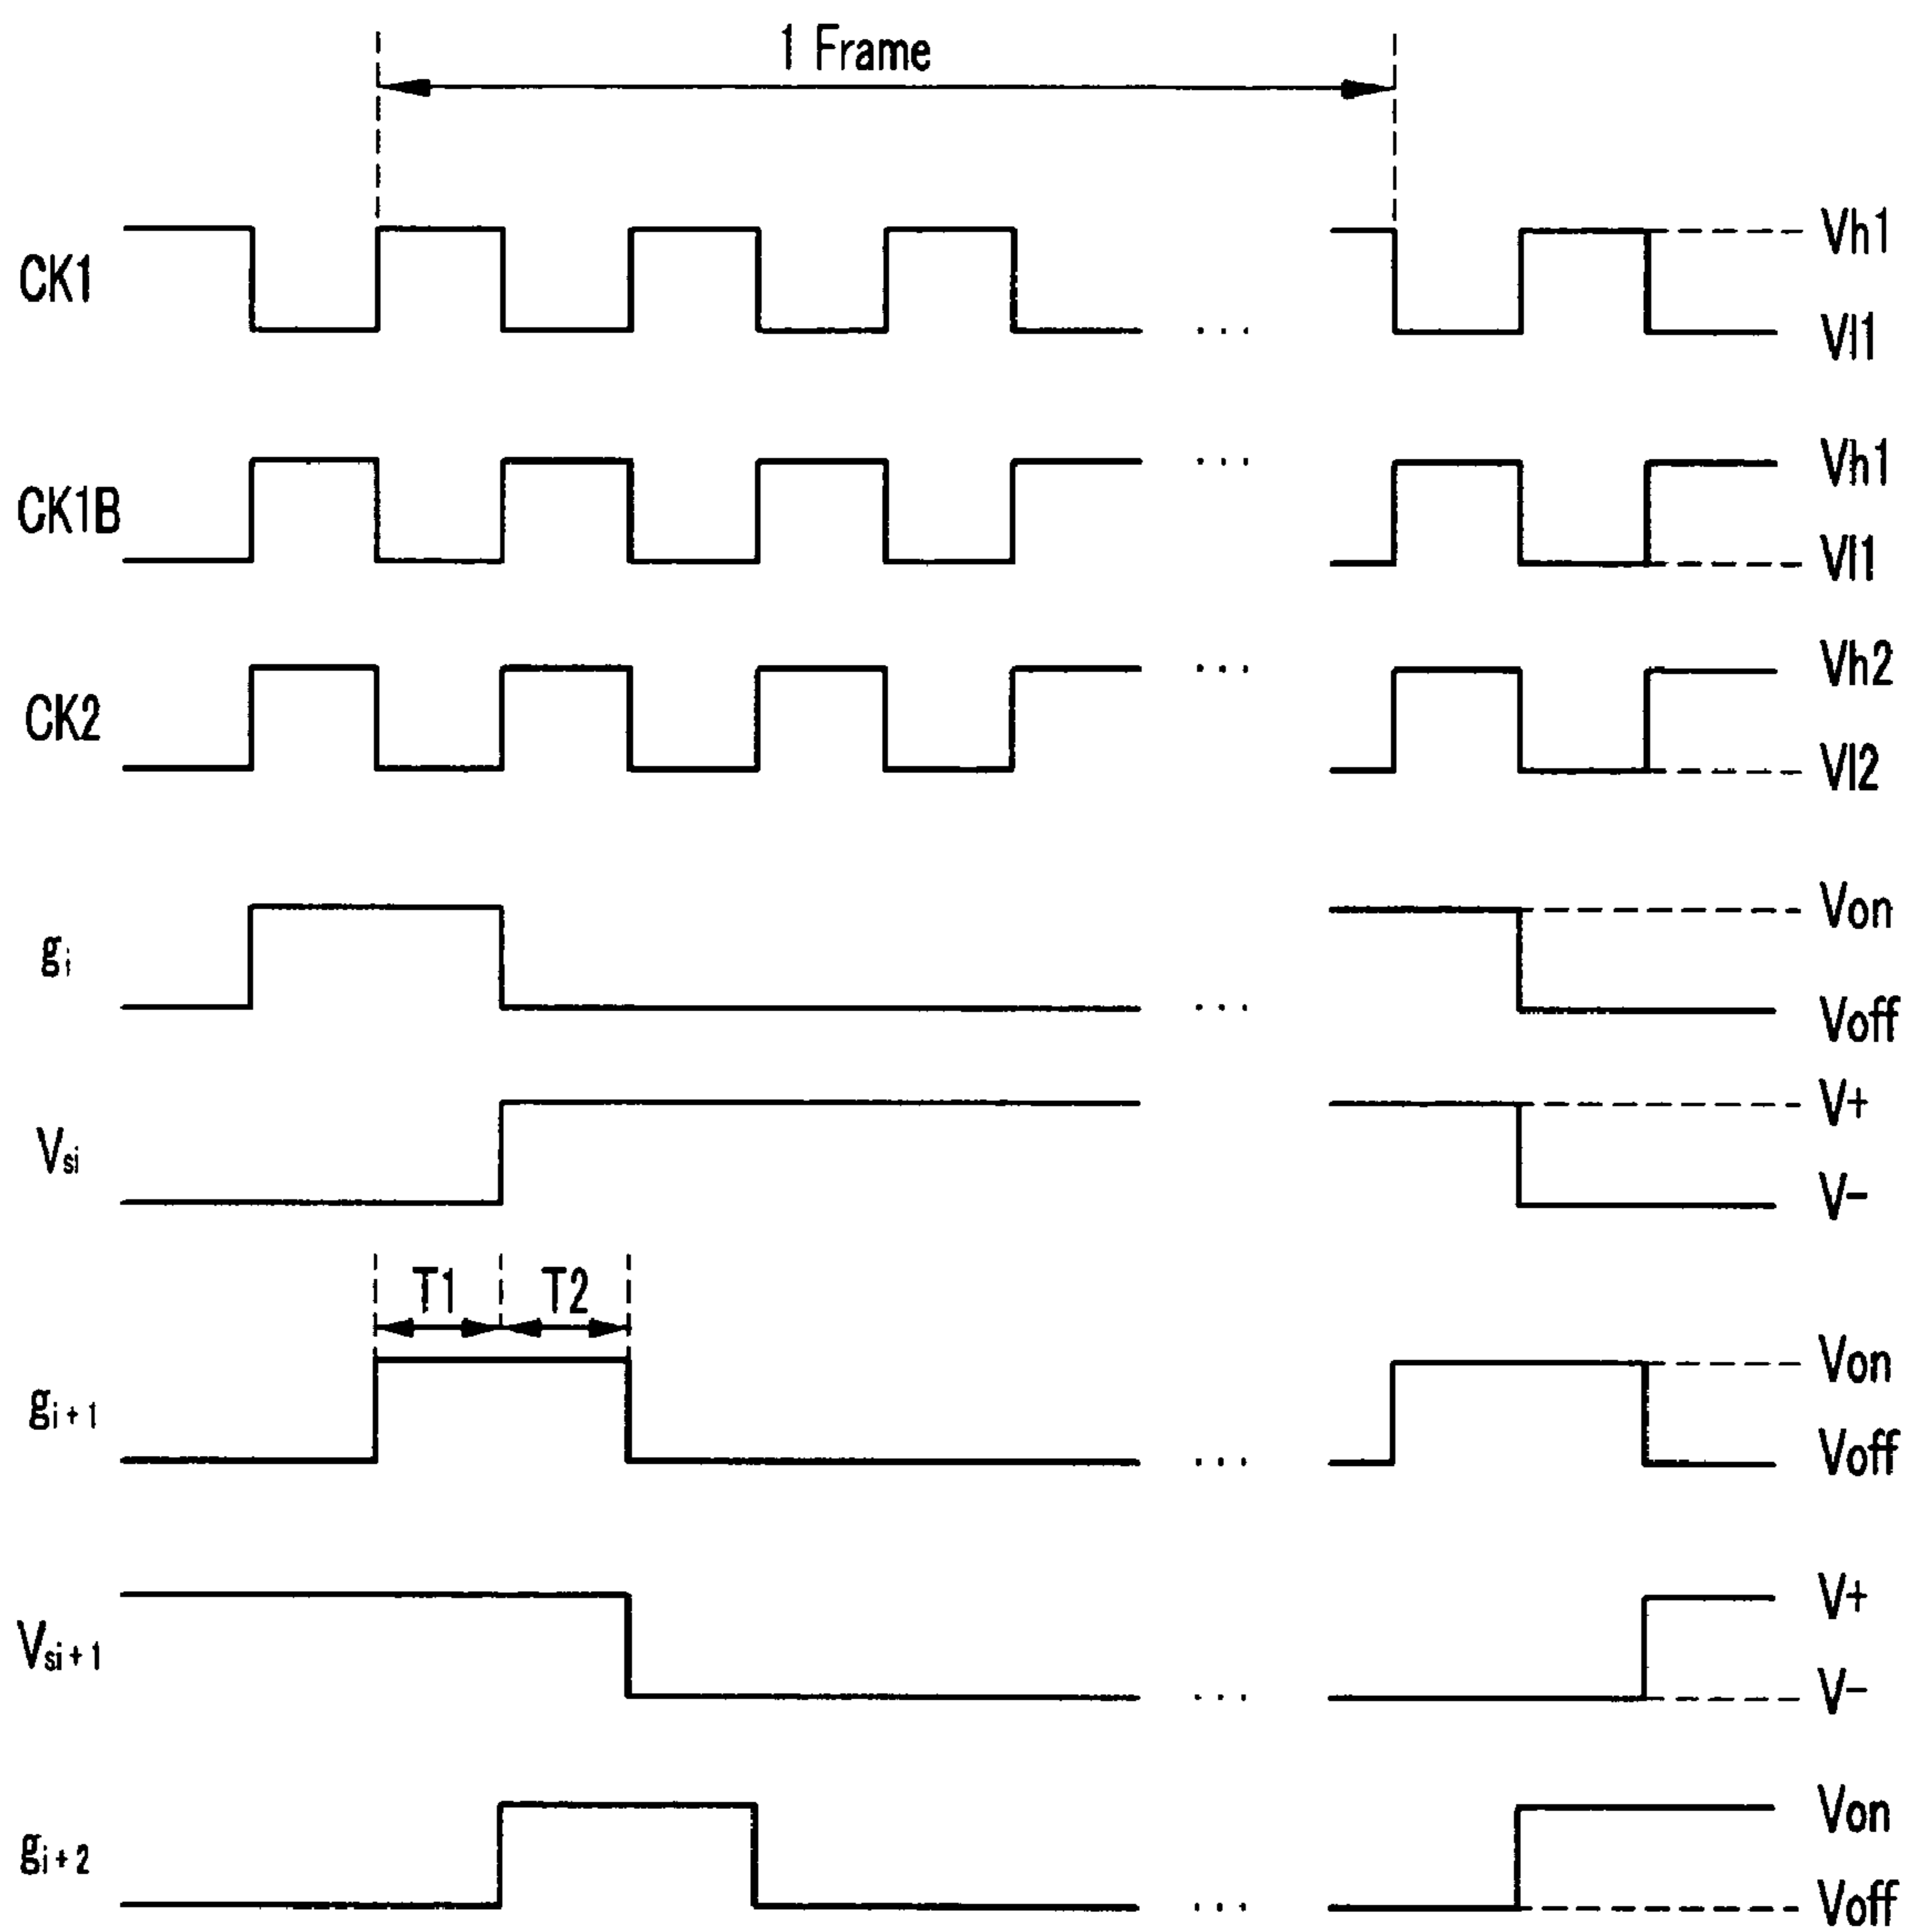 1 Frame
CK1
Vh1
Vl1
...
CK1B
Vh1
Vl1
...
CK2
Vh2
Vl2
...
gi
Von
Voff
...
Vsi
V+
V-
T1 T2
gi+1
Von
Voff
...
Vsi+1
V+
V-
...
gi+2
Von
Voff
...